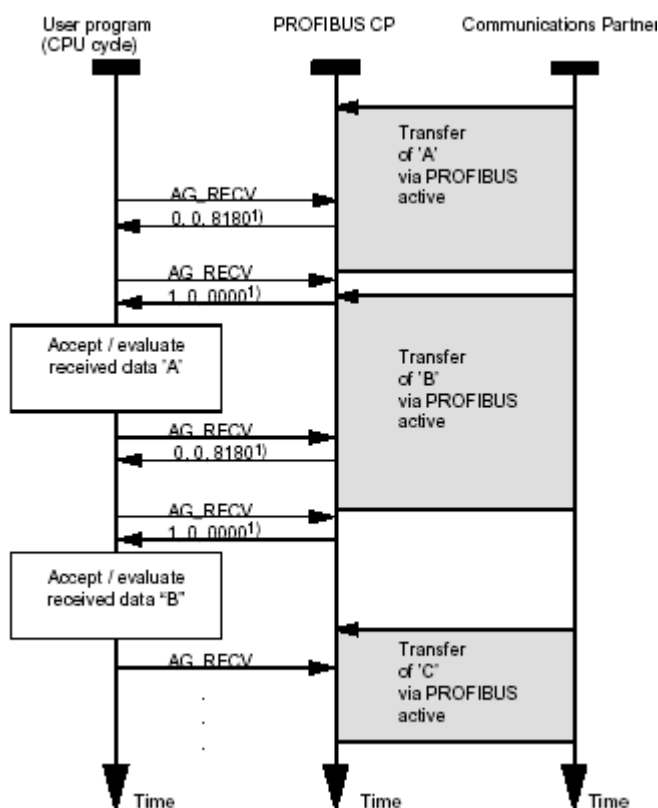 User program
(CPU cycle)
PROFIBUS CP
Communications Partner
Transfer
of 'A'
via PROFIBUS
active
AG_RECV
0, 0, 8180¹⁾
AG_RECV
1, 0, 0000¹⁾
Accept / evaluate
received data "A"
Transfer
of 'B'
via PROFIBUS
active
AG_RECV
0, 0, 8180¹⁾
AG_RECV
1, 0, 0000¹⁾
Accept / evaluate
received data "B"
Transfer
of 'C'
via PROFIBUS
active
AG_RECV
.
.
.
Time
Time
Time